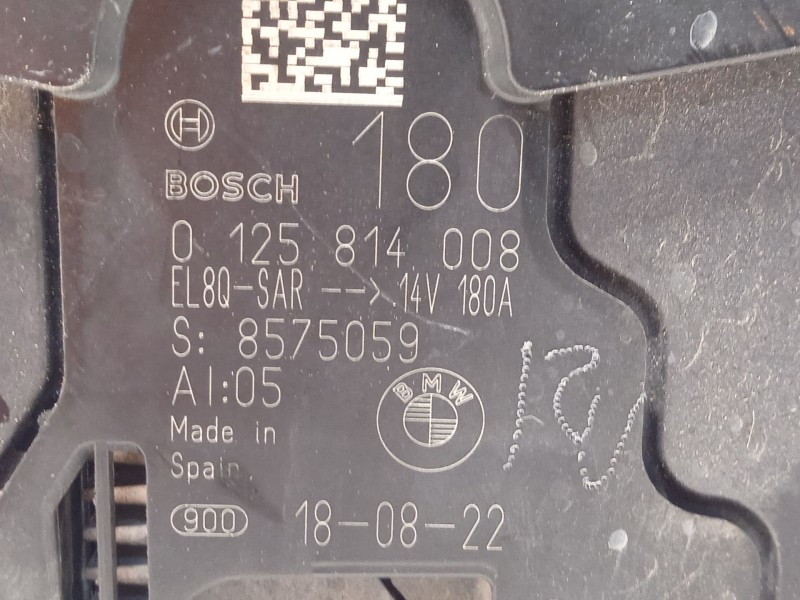 180
BOSCH
0 125 814 008
EL8Q-SAR --> 14V 180A
S: 8575059
AI:05
BMW
Made in
Spain
900
18-08-22